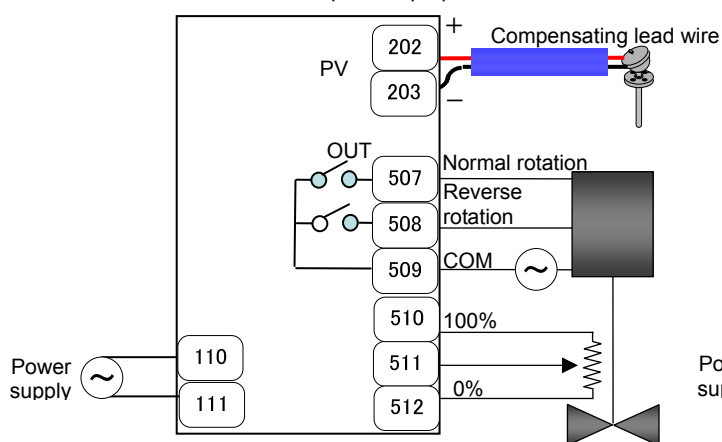 +
Compensating lead wire
202
PV
203
−
OUT
507
Normal rotation
Reverse
rotation
508
COM
509
~
510
100%
110
511
Power
supply
~
0%
111
512